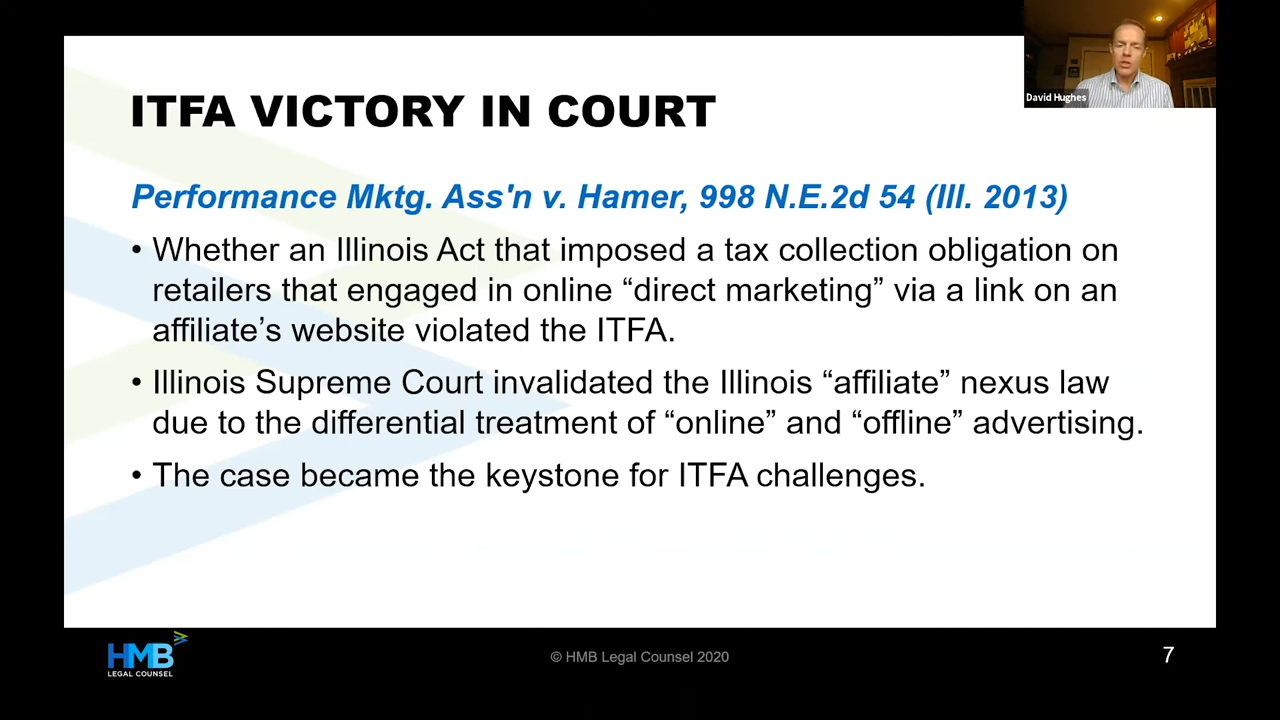 David Hughes
ITFA VICTORY IN COURT
Performance Mktg. Ass'n v. Hamer, 998 N.E.2d 54 (Ill. 2013)
• Whether an Illinois Act that imposed a tax collection obligation on
retailers that engaged in online “direct marketing” via a link on an
affiliate’s website violated the ITFA.
• Illinois Supreme Court invalidated the Illinois “affiliate” nexus law
due to the differential treatment of “online” and “offline” advertising.
• The case became the keystone for ITFA challenges.
HMB
LEGAL COUNSEL
© HMB Legal Counsel 2020
7